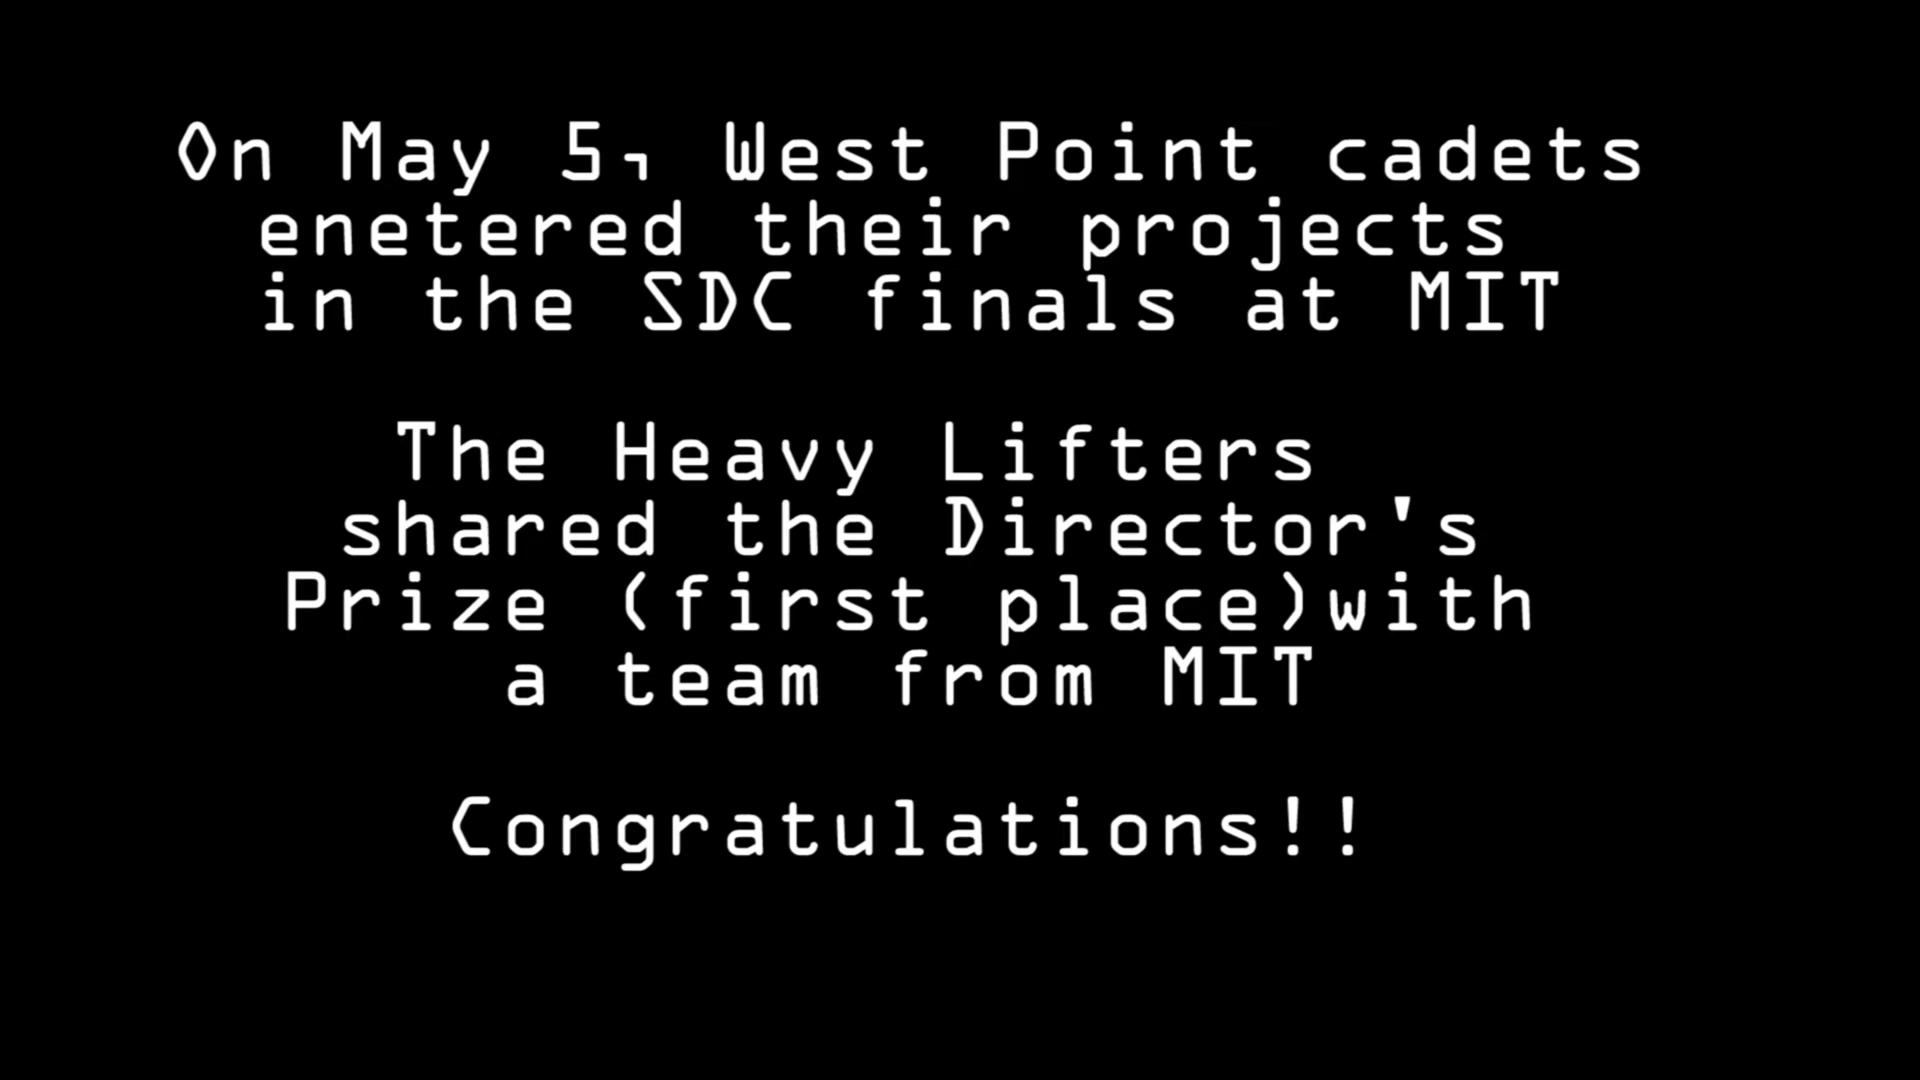 On May 5, West Point cadets
enetered their projects
in the SDC finals at MIT
The Heavy Lifters
shared the Director's
Prize (first place)with
a team from MIT
Congratulations!!